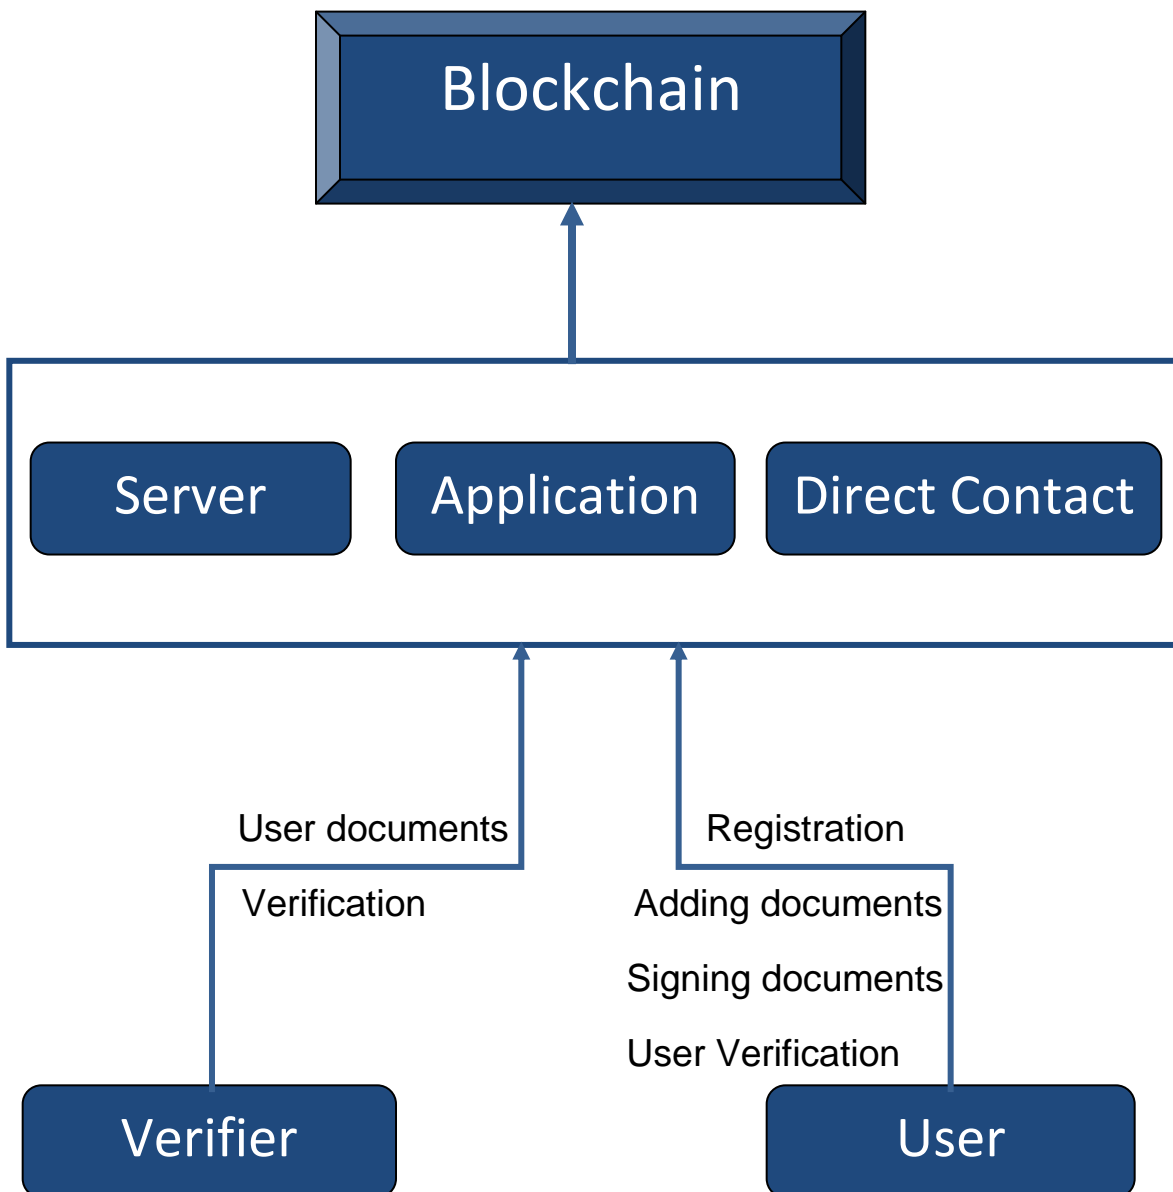 Blockchain
Server
Application
Direct Contact
User documents
Verification
Registration
Adding documents
Signing documents
User Verification
Verifier
User